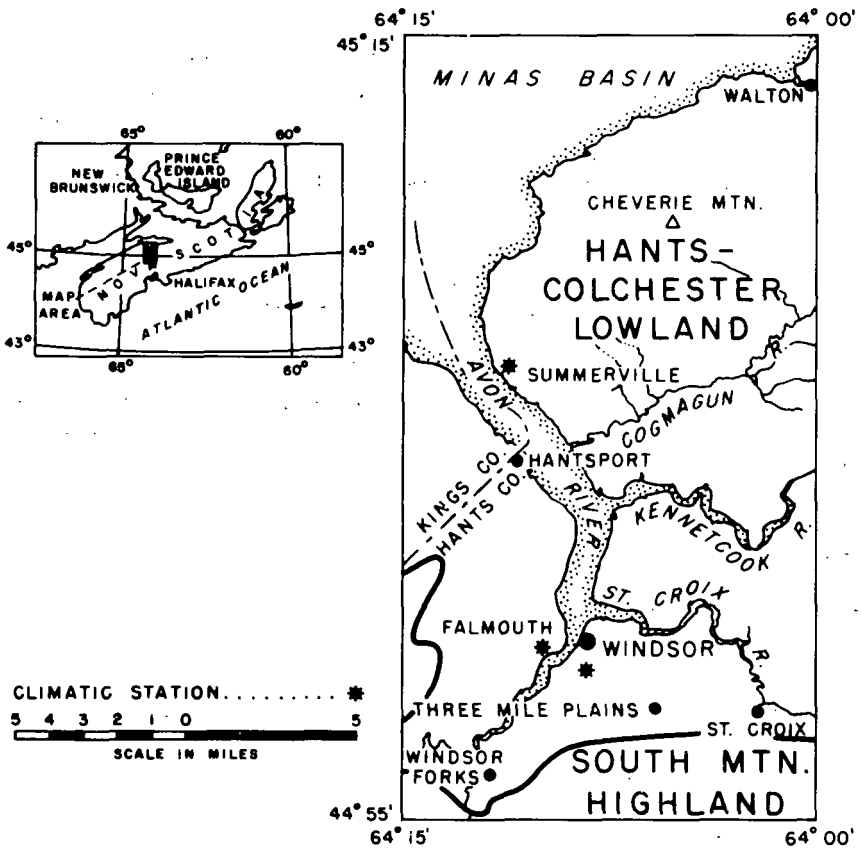 64° 15'
64° 00'
45° 15'
MINAS BASIN
WALTON
65°
60°
PRINCE
EDWARD
ISLAND
NEW
BRUNSWICK
45°
45°
NOVA SCOTIA
HALIFAX
MAP
AREA
ATLANTIC OCEAN
43°
43°
65°
60°
CHEVERIE MTN.
HANTS-
COLCHESTER
LOWLAND
SUMMERVILLE
AVON RIVER
COGMAGUN R.
HANTSPORT
KINGS CO.
HANTS CO.
KENNETCOOK R.
ST. CROIX R.
FALMOUTH
WINDSOR
THREE MILE PLAINS
ST. CROIX
WINDSOR
FORKS
SOUTH MTN.
HIGHLAND
CLIMATIC STATION.........
5 4 3 2 1 0 5
SCALE IN MILES
44° 55'
64° 15'
64° 00'